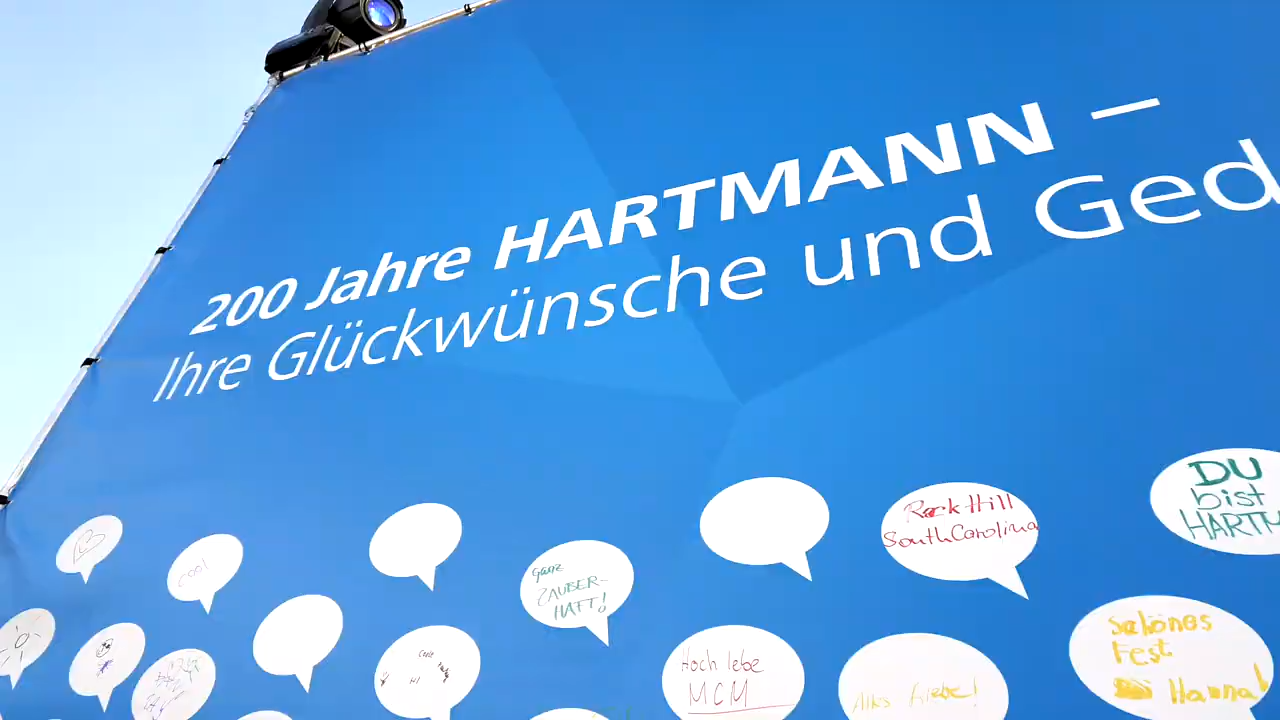 200 Jahre HARTMANN –
Ihre Glückwünsche und Ged
DU
bist
HARTM
Rock Hill
South Carolina
cool
Ganz
ZAUBER-
HAFT!
Schönes
Fest
Hanna!
Hoch lebe
MCM
Alles Liebe!